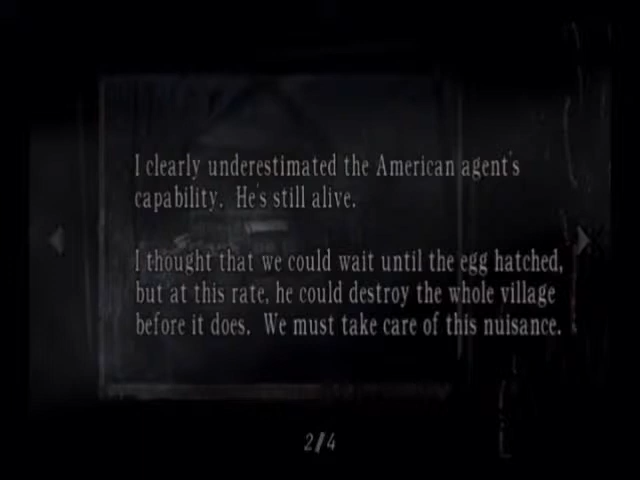 I clearly underestimated the American agent's
capability. He's still alive.
I thought that we could wait until the egg hatched,
but at this rate, he could destroy the whole village
before it does. We must take care of this nuisance.
2/4